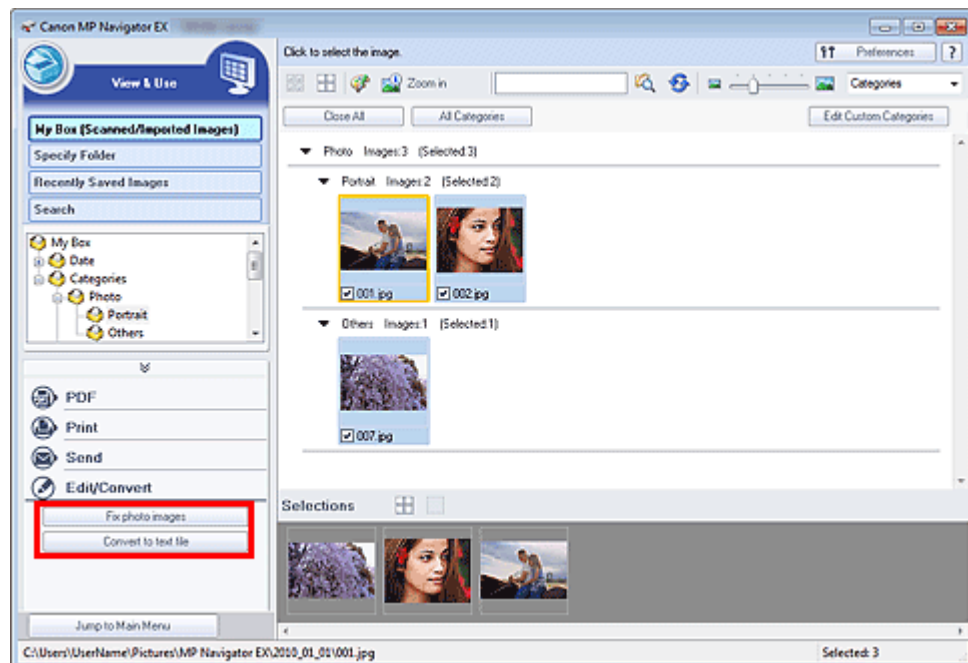 Canon MP Navigator EX
View & Use
My Box (Scanned/Imported Images)
Specify Folder
Recently Saved Images
Search
My Box
Date
Categories
Photo
Portrait
Others
PDF
Print
Send
Edit/Convert
Fix photo images
Convert to text file
Jump to Main Menu
Click to select the image.
Preferences
?
Zoom in
Categories
Close All
All Categories
Edit Custom Categories
Photo Images:3 (Selected:3)
Portrait Images:2 (Selected:2)
001.jpg
002.jpg
Others Images:1 (Selected:1)
007.jpg
Selections
C:\Users\UserName\Pictures\MP Navigator EX\2010_01_01\001.jpg
Selected: 3